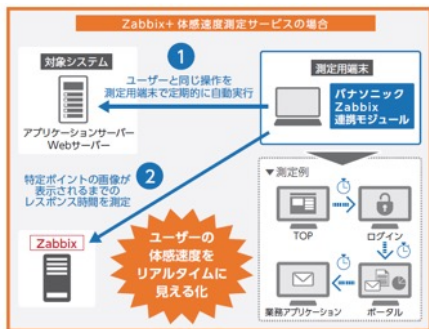 Zabbix+ 体感速度測定サービスの場合
対象システム
アプリケーションサーバー
Webサーバー
1
ユーザーと同じ操作を
測定用端末で定期的に自動実行
測定用端末
パナソニック
Zabbix
連携モジュール
特定ポイントの画像が
表示されるまでの
レスポンス時間を測定
2
Zabbix
ユーザーの
体感速度を
リアルタイムに
見える化
▼測定例
TOP
ログイン
業務アプリケーション
ポータル